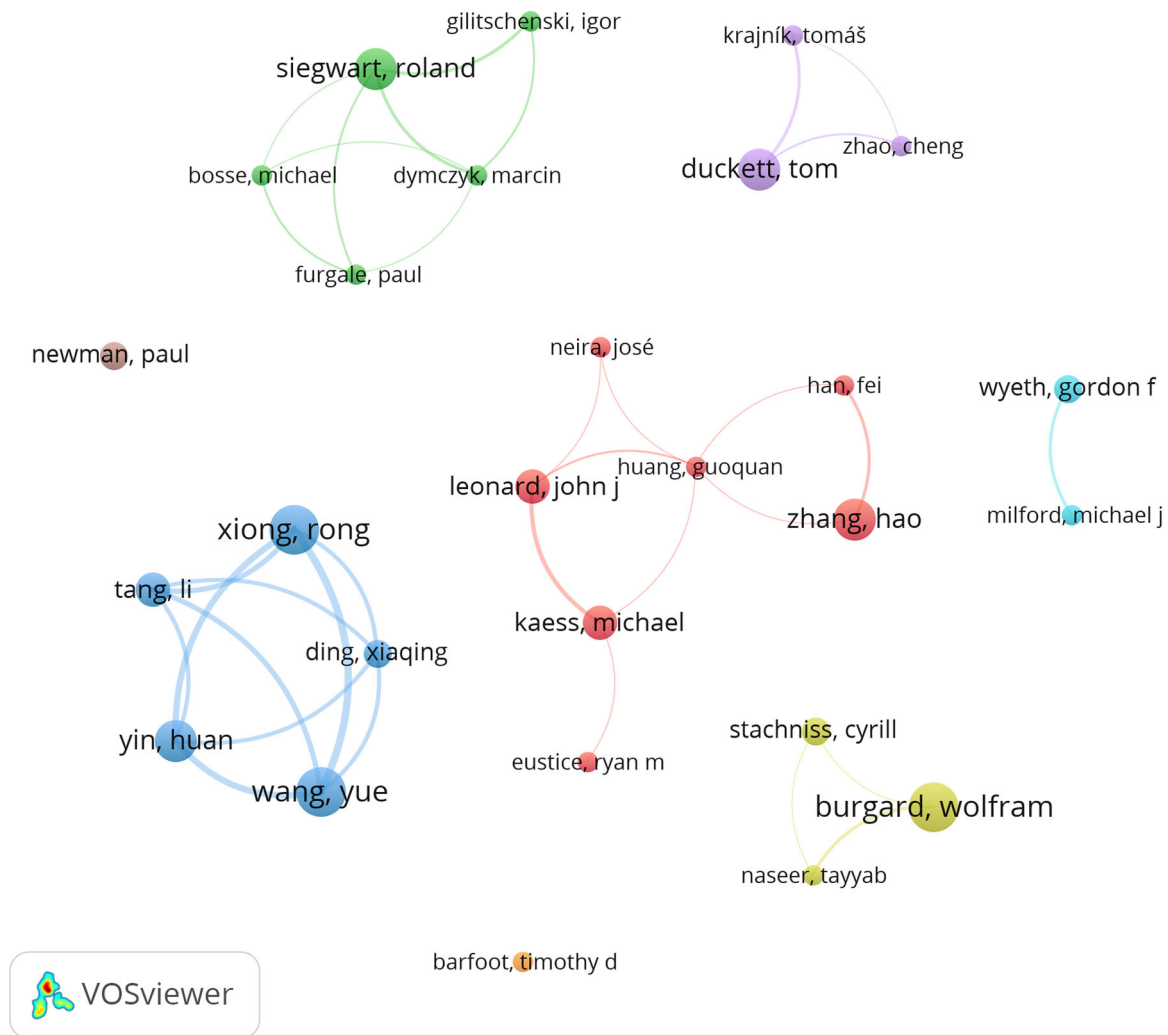 gilitschenski, igor
krajník, tomáš
siegwart, roland
zhao, cheng
duckett, tom
bosse, michael
dymczyk, marcin
furgale, paul
newman, paul
neira, josé
han, fei
wyeth, gordon f
huang, guoquan
leonard, john j
zhang, hao
milford, michael j
xiong, rong
tang, li
kaess, michael
ding, xiaqing
yin, huan
stachniss, cyrill
eustice, ryan m
wang, yue
burgard, wolfram
naseer, tayyab
barfoot, timothy d
VOSviewer